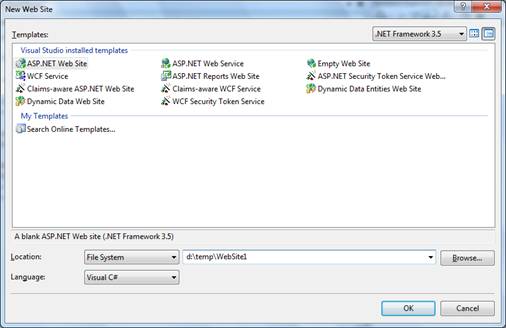 New Web Site
Templates: .NET Framework 3.5
Visual Studio installed templates
ASP.NET Web Site ASP.NET Web Service Empty Web Site
WCF Service ASP.NET Reports Web Site ASP.NET Security Token Service Web...
Claims-aware ASP.NET Web Site Claims-aware WCF Service Dynamic Data Entities Web Site
Dynamic Data Web Site WCF Security Token Service
My Templates
Search Online Templates...
A blank ASP.NET Web site (.NET Framework 3.5)
Location: File System d:\temp\WebSite1 Browse...
Language: Visual C#
OK Cancel